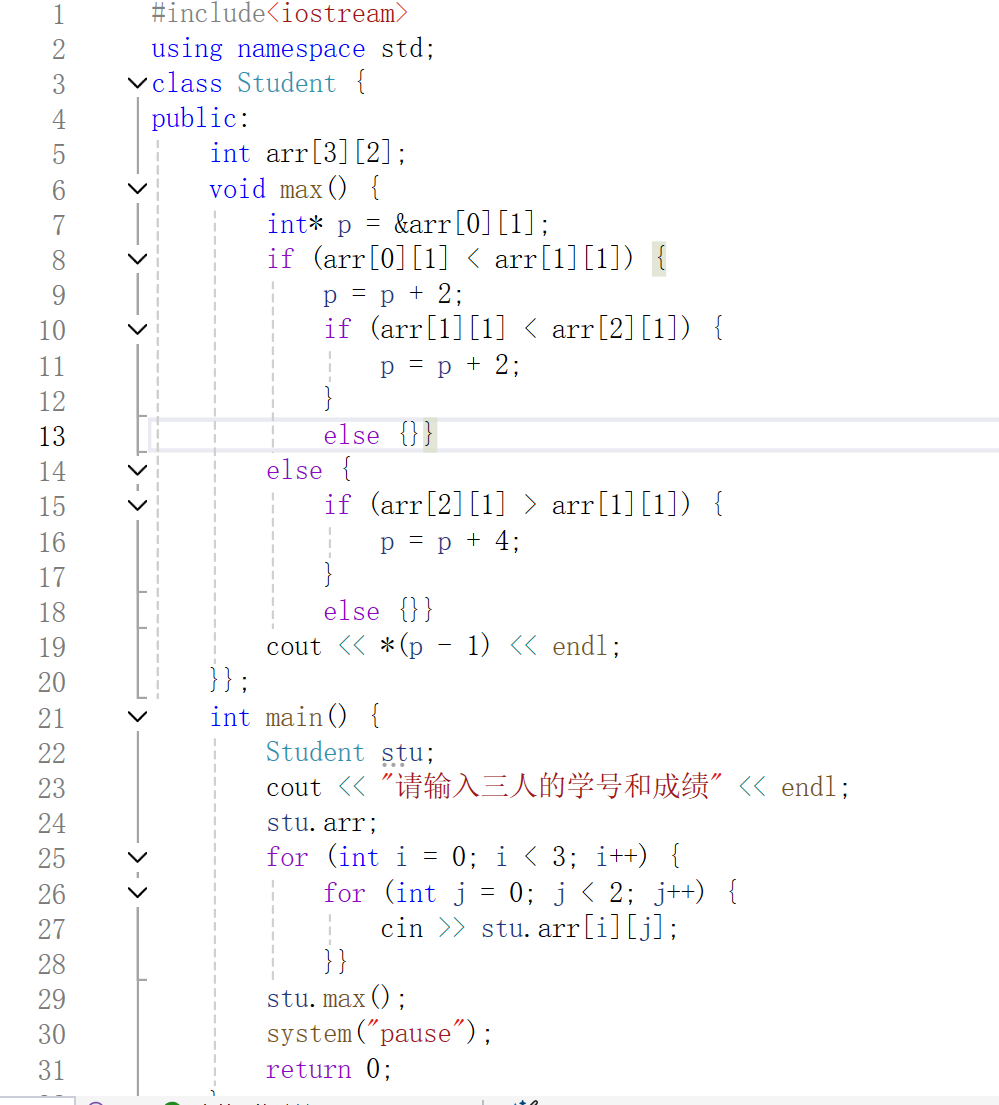 1 #include<iostream>
2 using namespace std;
3 class Student {
4 public:
5 int arr[3][2];
6 void max() {
7 int* p = &arr[0][1];
8 if (arr[0][1] < arr[1][1]) {
9 p = p + 2;
10 if (arr[1][1] < arr[2][1]) {
11 p = p + 2;
12 }
13 else {}}
14 else {
15 if (arr[2][1] > arr[1][1]) {
16 p = p + 4;
17 }
18 else {}}
19 cout << *(p - 1) << endl;
20 }};
21 int main() {
22 Student stu;
23 cout << "请输入三人的学号和成绩" << endl;
24 stu.arr;
25 for (int i = 0; i < 3; i++) {
26 for (int j = 0; j < 2; j++) {
27 cin >> stu.arr[i][j];
28 }}
29 stu.max();
30 system("pause");
31 return 0;